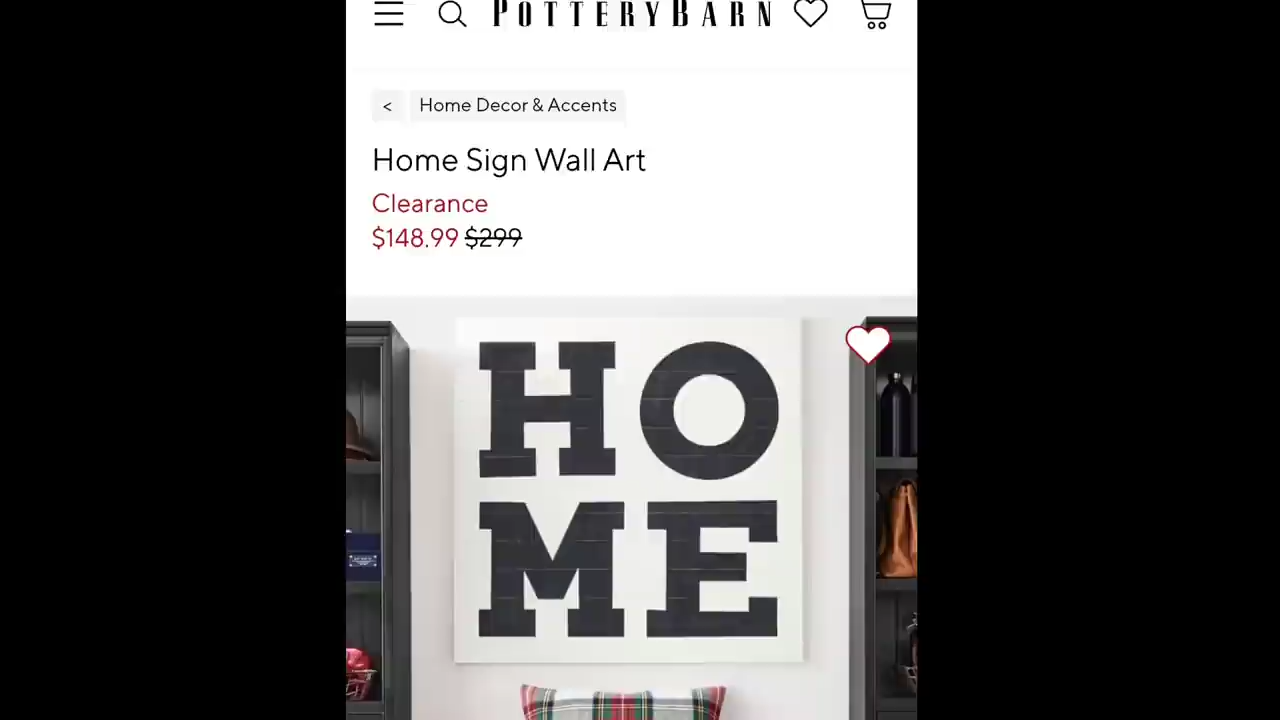 POTTERYBARN
<
Home Decor & Accents
Home Sign Wall Art
Clearance
$148.99 $299
HO
ME